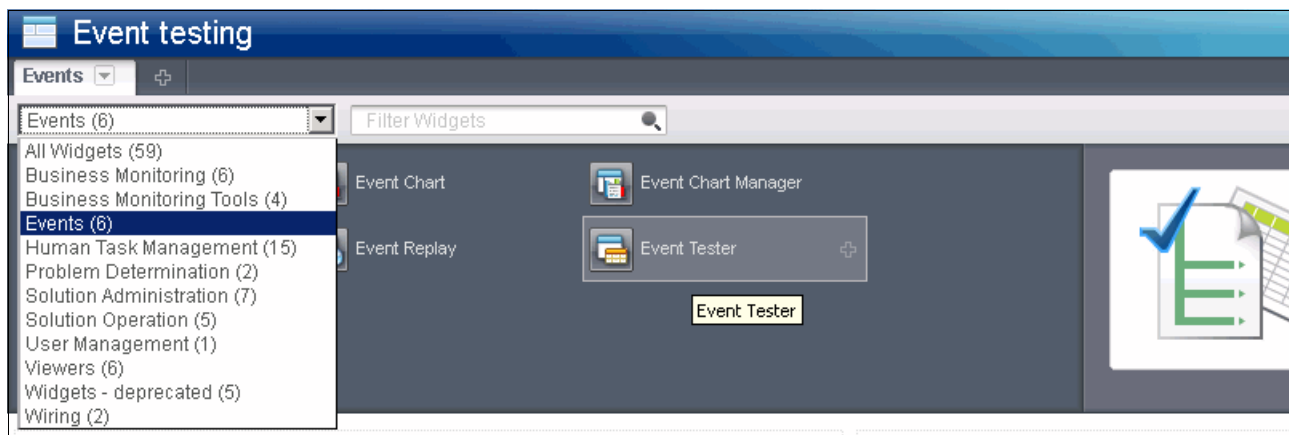 Event testing
Events
Events (6)
Filter Widgets
All Widgets (59)
Business Monitoring (6)
Business Monitoring Tools (4)
Events (6)
Human Task Management (15)
Problem Determination (2)
Solution Administration (7)
Solution Operation (5)
User Management (1)
Viewers (6)
Widgets - deprecated (5)
Wiring (2)
Event Chart
Event Chart Manager
Event Replay
Event Tester
Event Tester